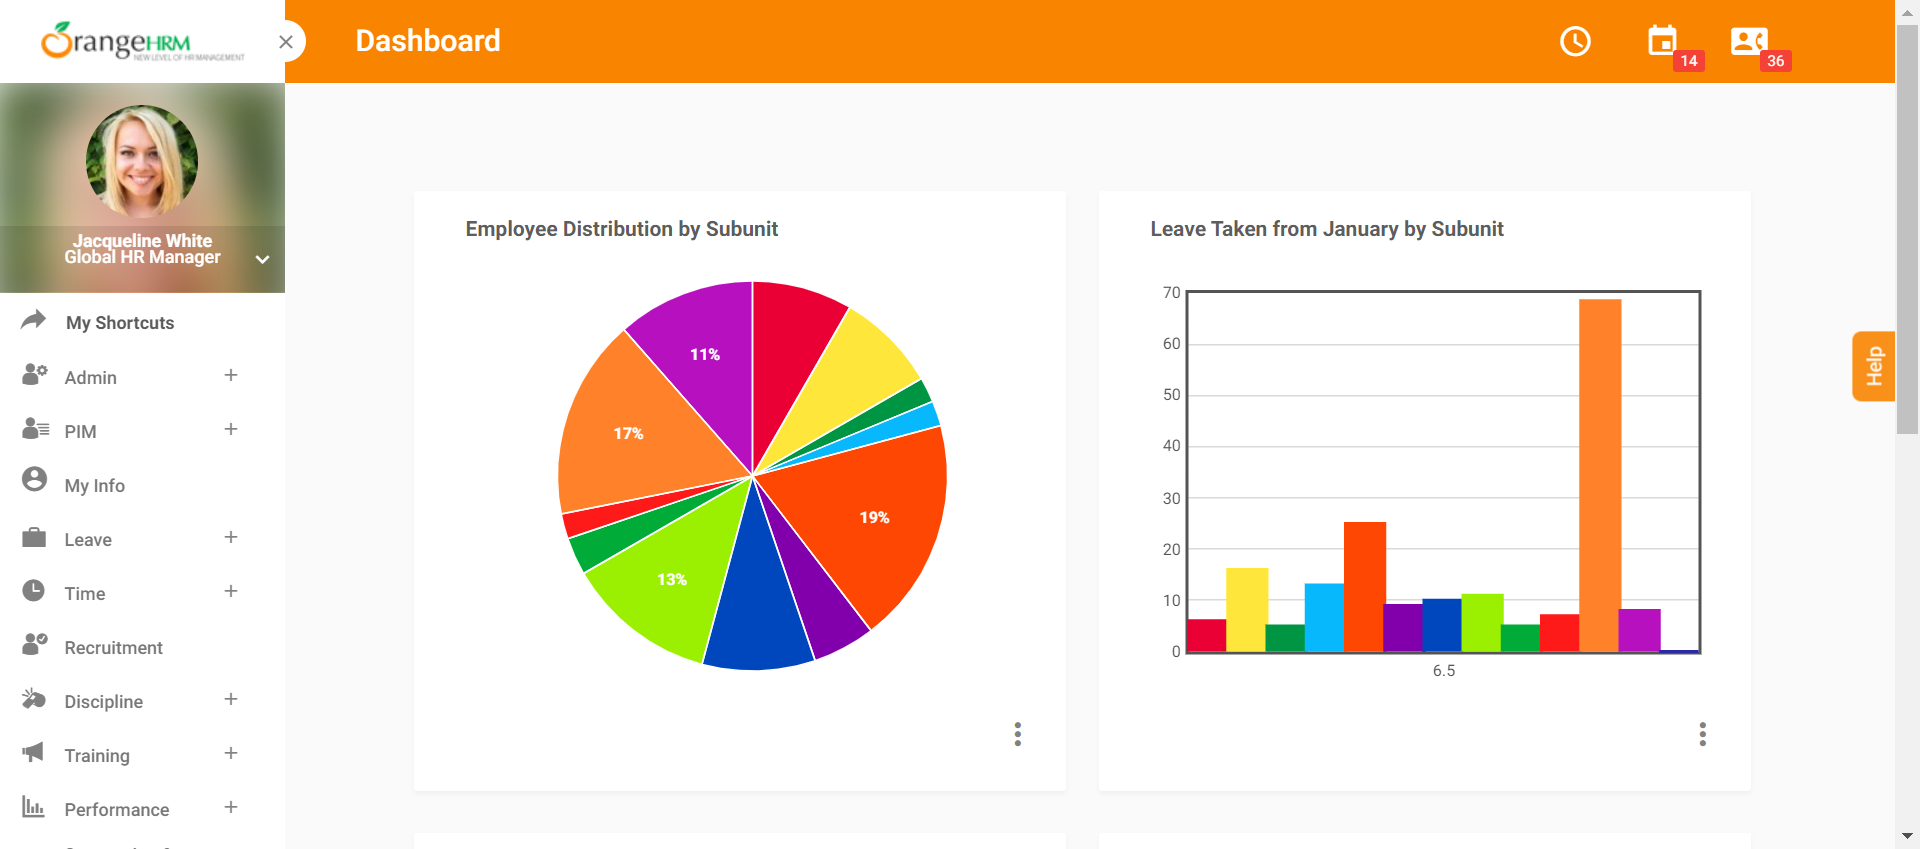 OrangeHRM
NEW LEVEL OF HR MANAGEMENT
Dashboard
14
36
Jacqueline White
Global HR Manager
My Shortcuts
Admin
PIM
My Info
Leave
Time
Recruitment
Discipline
Training
Performance
Employee Distribution by Subunit
11%
17%
19%
13%
Leave Taken from January by Subunit
70
60
50
40
30
20
10
0
6.5
Help